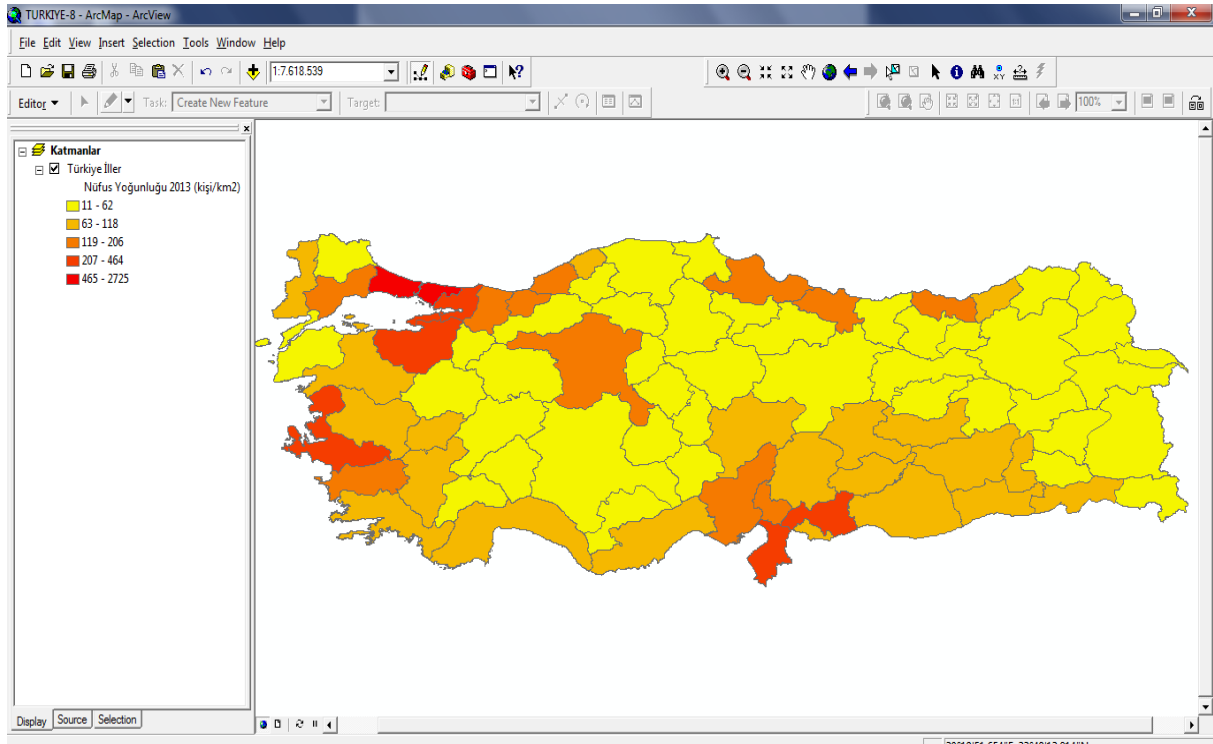 TURKIYE-8 - ArcMap - ArcView
File Edit View Insert Selection Tools Window Help
1:7.618.539
Editor Task: Create New Feature Target: 100%
Katmanlar
Türkiye İller
Nüfus Yoğunluğu 2013 (kişi/km2)
11 - 62
63 - 118
119 - 206
207 - 464
465 - 2725
Display Source Selection